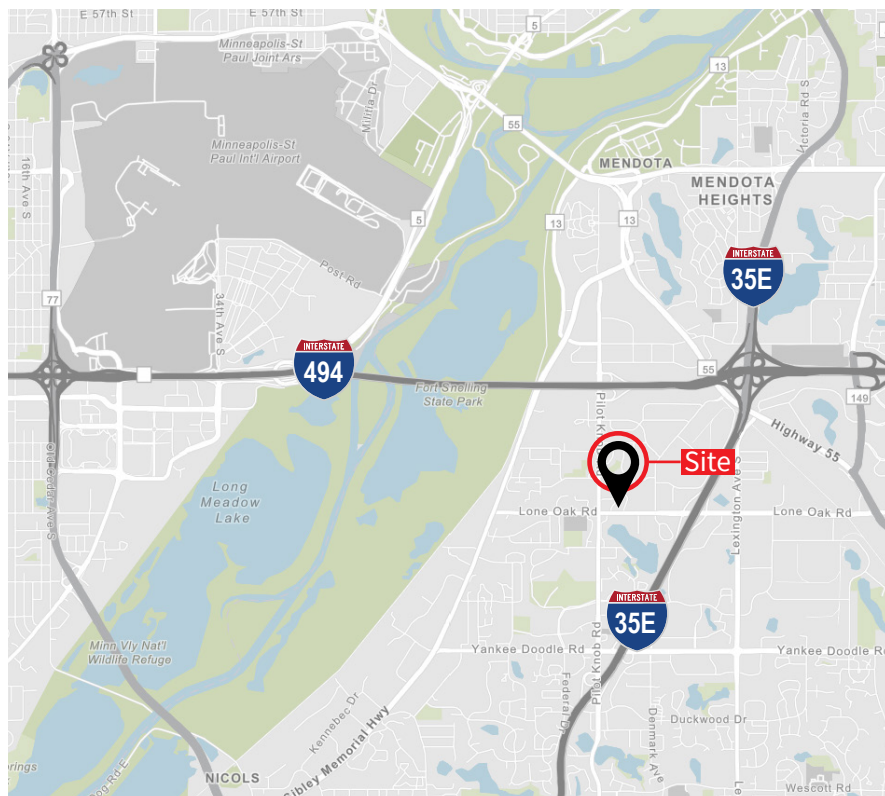 E 57th St
E 57th St
5
Minneapolis-St
Paul Joint Ars
Militia Dr
13
13
55
Victoria Rd S
Minneapolis-St
Paul Int'l Airport
16th Ave S
MENDOTA
MENDOTA
HEIGHTS
5
13
13
Post Rd
INTERSTATE
35E
77
34th Ave S
INTERSTATE
494
55
Fort Snelling
State Park
149
Pilot Knob Rd
Highway 55
Site
Old Cedar Ave S
Long
Meadow
Lake
Lone Oak Rd
Lexington Ave S
Lone Oak Rd
INTERSTATE
35E
Minn Vly Nat'l
Wildlife Refuge
Yankee Doodle Rd
Yankee Doodle Rd
Pilot Knob Rd
Federal Dr
Kennebec Dr
Denmark Ave
Duckwood Dr
Sibley Memorial Hwy
NICOLS
Wescott Rd